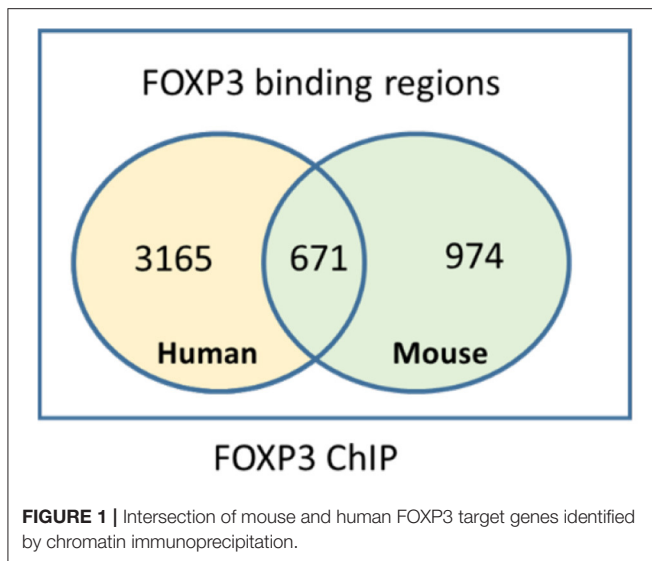 FOXP3 binding regions
3165 671 974
Human Mouse
FOXP3 ChIP
FIGURE 1 | Intersection of mouse and human FOXP3 target genes identified
by chromatin immunoprecipitation.